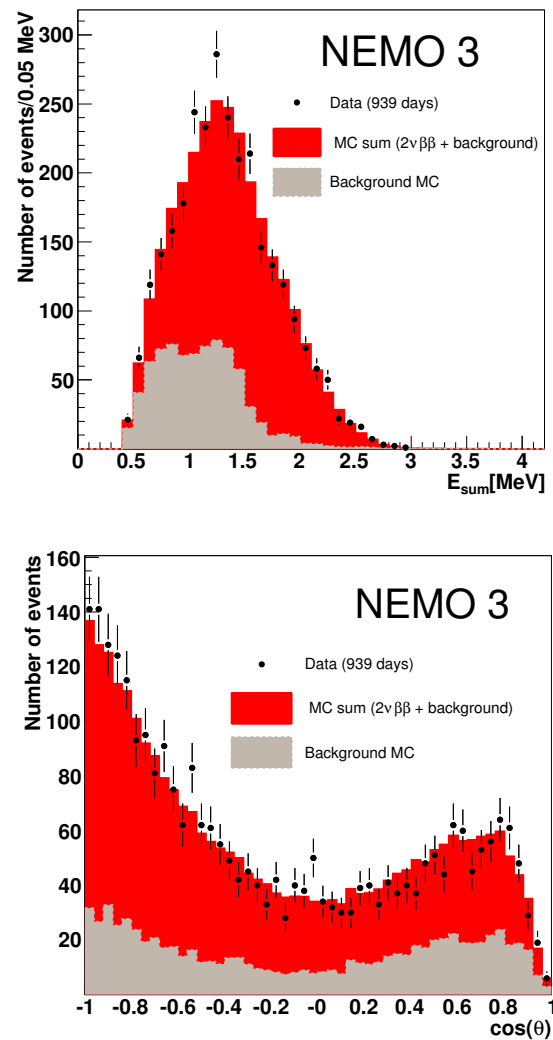 Number of events/0.05 MeV
300
250
200
150
100
50
NEMO 3
Data (939 days)
MC sum (2νββ + background)
Background MC
0 0.5 1 1.5 2 2.5 3 3.5 4
E_sum[MeV]
Number of events
160
140
120
100
80
60
40
20
NEMO 3
Data (939 days)
MC sum (2νββ + background)
Background MC
-1 -0.8 -0.6 -0.4 -0.2 -0 0.2 0.4 0.6 0.8 1
cos(θ)